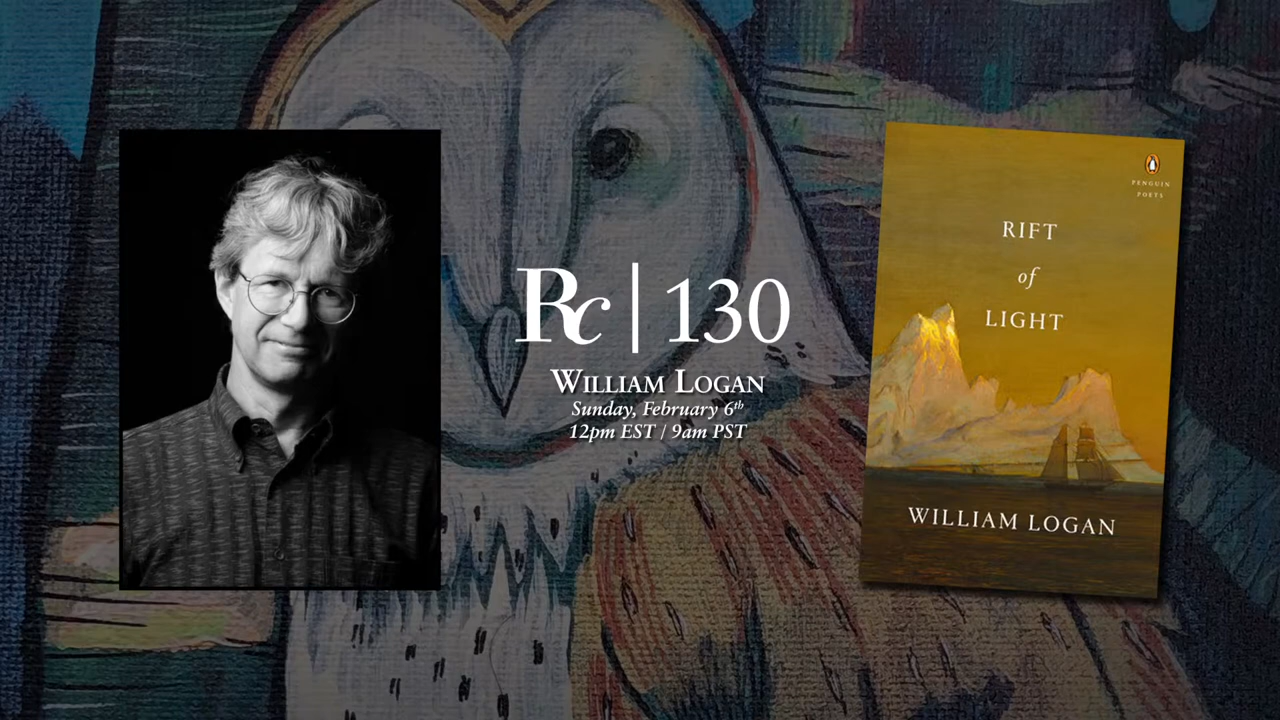 Rc | 130
William Logan
Sunday, February 6th
12pm EST / 9am PST
PENGUIN
POETS
RIFT
of
LIGHT
WILLIAM LOGAN